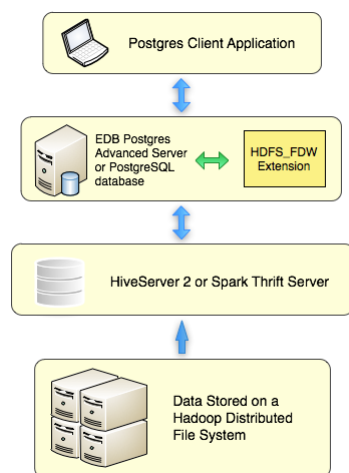 Postgres Client Application
EDB Postgres
Advanced Server
or PostgreSQL
database
HDFS_FDW
Extension
HiveServer 2 or Spark Thrift Server
Data Stored on a
Hadoop Distributed
File System